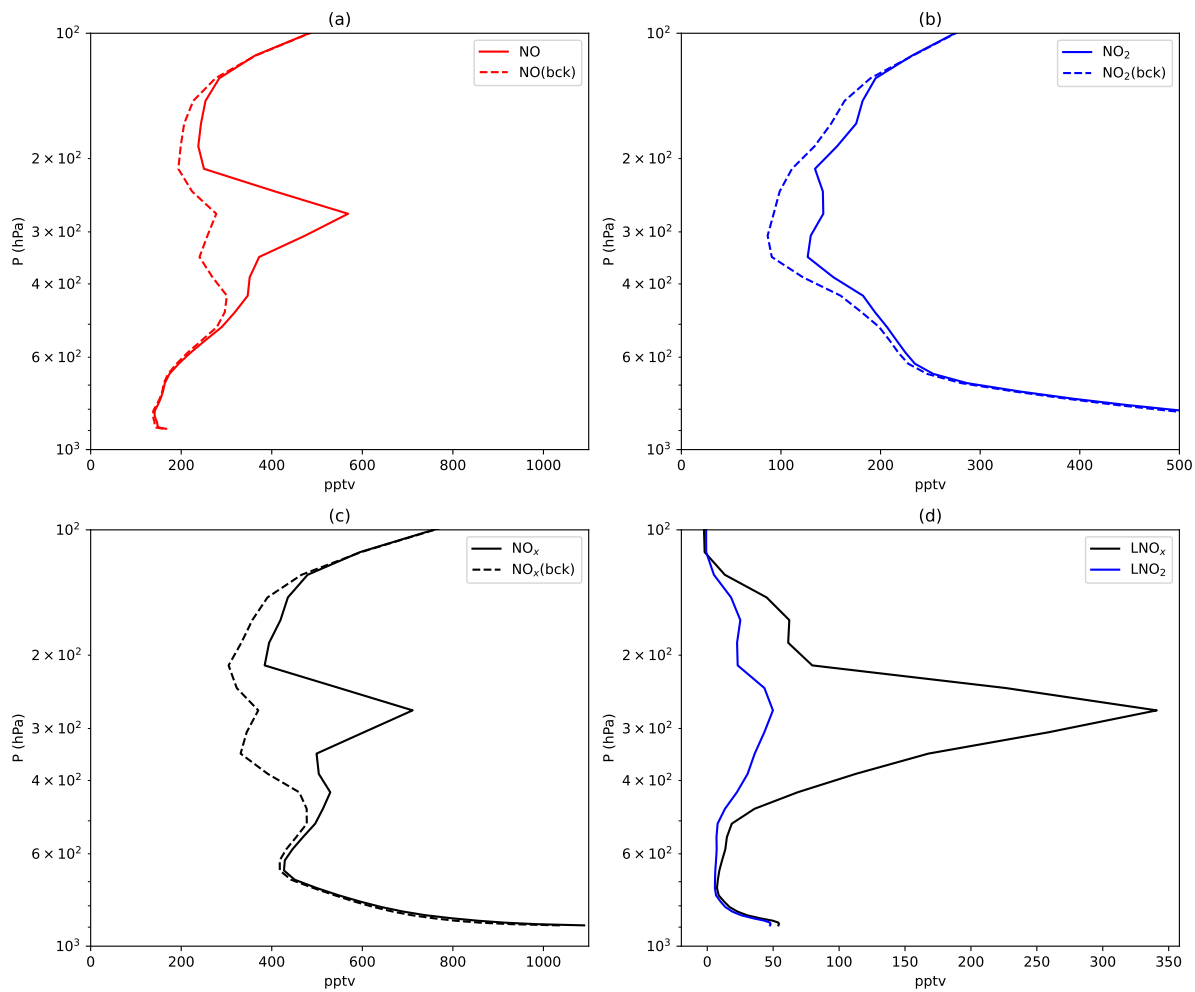 (a)
10²
2 × 10²
3 × 10²
4 × 10²
6 × 10²
10³
P (hPa)
0 200 400 600 800 1000
pptv
NO
NO(bck)
(b)
10²
2 × 10²
3 × 10²
4 × 10²
6 × 10²
10³
P (hPa)
0 100 200 300 400 500
pptv
NO₂
NO₂(bck)
(c)
10²
2 × 10²
3 × 10²
4 × 10²
6 × 10²
10³
P (hPa)
0 200 400 600 800 1000
pptv
NOₓ
NOₓ(bck)
(d)
10²
2 × 10²
3 × 10²
4 × 10²
6 × 10²
10³
P (hPa)
0 50 100 150 200 250 300 350
pptv
LNOₓ
LNO₂